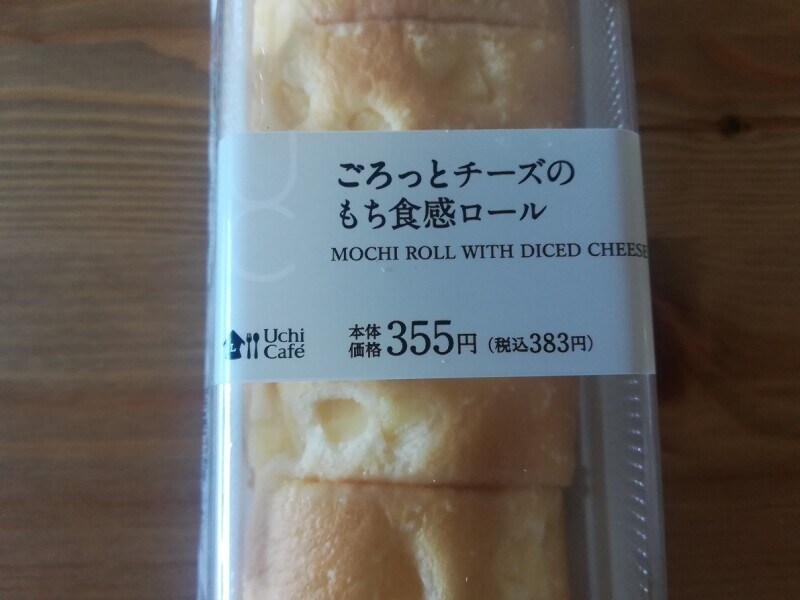 ごろっとチーズの
もち食感ロール
MOCHI ROLL WITH DICED CHEESE
Uchi
Café
本体
価格 355円 (税込383円)